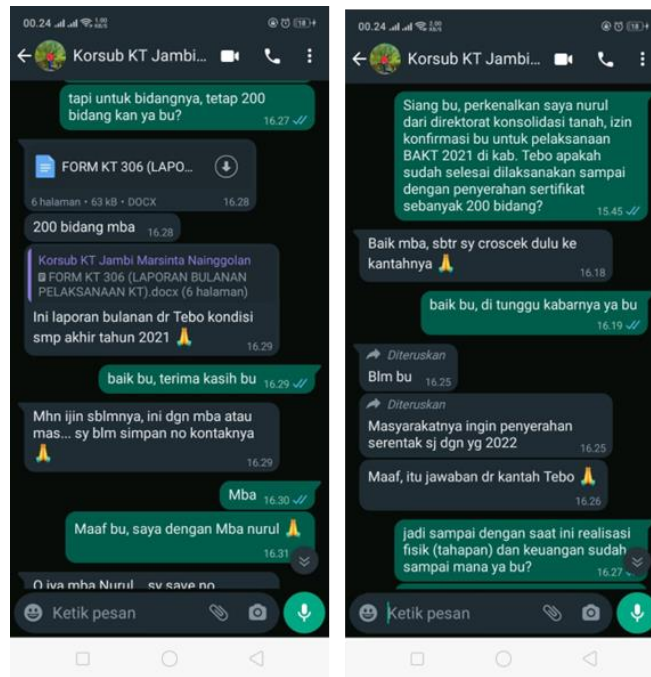 00.24
Korsub KT Jambi...
tapi untuk bidangnya, tetap 200
bidang kan ya bu?
16.27
FORM KT 306 (LAPO...
6 halaman • 63 kB • DOCX
16.28
200 bidang mba
16.28
Korsub KT Jambi Marsinta Nainggolan
FORM KT 306 (LAPORAN BULANAN
PELAKSANAAN KT).docx (6 halaman)
Ini laporan bulanan dr Tebo kondisi
smp akhir tahun 2021 🙏
16.29
baik bu, terima kasih bu
16.29
Mhn ijin sblmnya, ini dgn mba atau
mas... sy blm simpan no kontaknya
🙏
16.29
Mba
16.30
Maaf bu, saya dengan Mba nurul 🙏
16.31
O iya mba Nurul... sy save no
Ketik pesan
00.24
Korsub KT Jambi...
Siang bu, perkenalkan saya nurul
dari direktorat konsolidasi tanah, izin
konfirmasi bu untuk pelaksanaan
BAKT 2021 di kab. Tebo apakah
sudah selesai dilaksanakan sampai
dengan penyerahan sertifikat
sebanyak 200 bidang?
15.45
Baik mba, sbtr sy croscek dulu ke
kantahnya 🙏
16.18
baik bu, di tunggu kabarnya ya bu
16.19
Diteruskan
Blm bu
16.25
Diteruskan
Masyarakatnya ingin penyerahan
serentak sj dgn yg 2022
16.25
Maaf, itu jawaban dr kantah Tebo 🙏
16.26
jadi sampai dengan saat ini realisasi
fisik (tahapan) dan keuangan sudah
sampai mana ya bu?
16.27
Ketik pesan